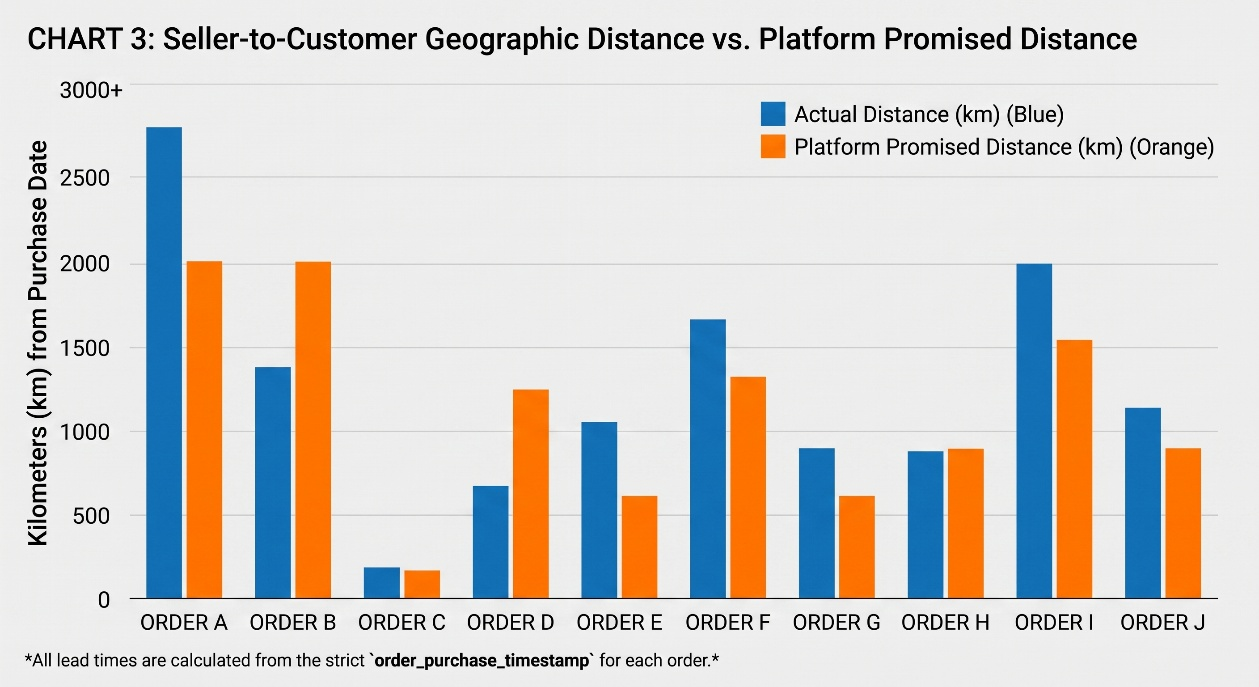 CHART 3: Seller-to-Customer Geographic Distance vs. Platform Promised Distance
Kilometers (km) from Purchase Date
3000+
2500
2000
1500
1000
500
0
Actual Distance (km) (Blue)
Platform Promised Distance (km) (Orange)
ORDER A ORDER B ORDER C ORDER D ORDER E ORDER F ORDER G ORDER H ORDER I ORDER J
*All lead times are calculated from the strict `order_purchase_timestamp` for each order.*